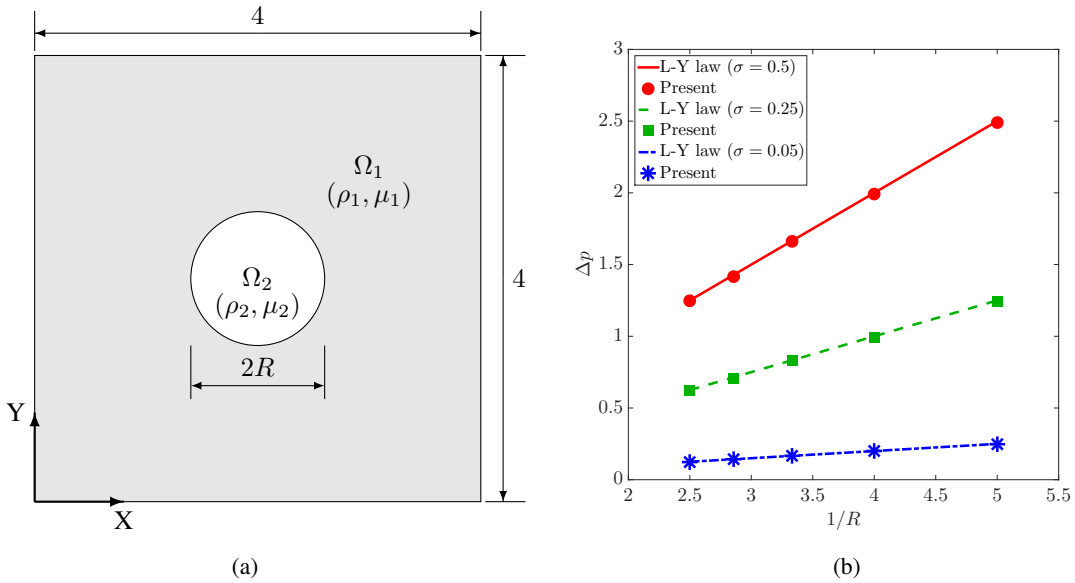 4
Ω₁
(ρ₁, μ₁)
Ω₂
(ρ₂, μ₂)
4
2R
Y
X
(a)
3
2.5
2
1.5
1
0.5
0
Δp
L-Y law (σ = 0.5)
Present
L-Y law (σ = 0.25)
Present
L-Y law (σ = 0.05)
Present
2 2.5 3 3.5 4 4.5 5 5.5
1/R
(b)